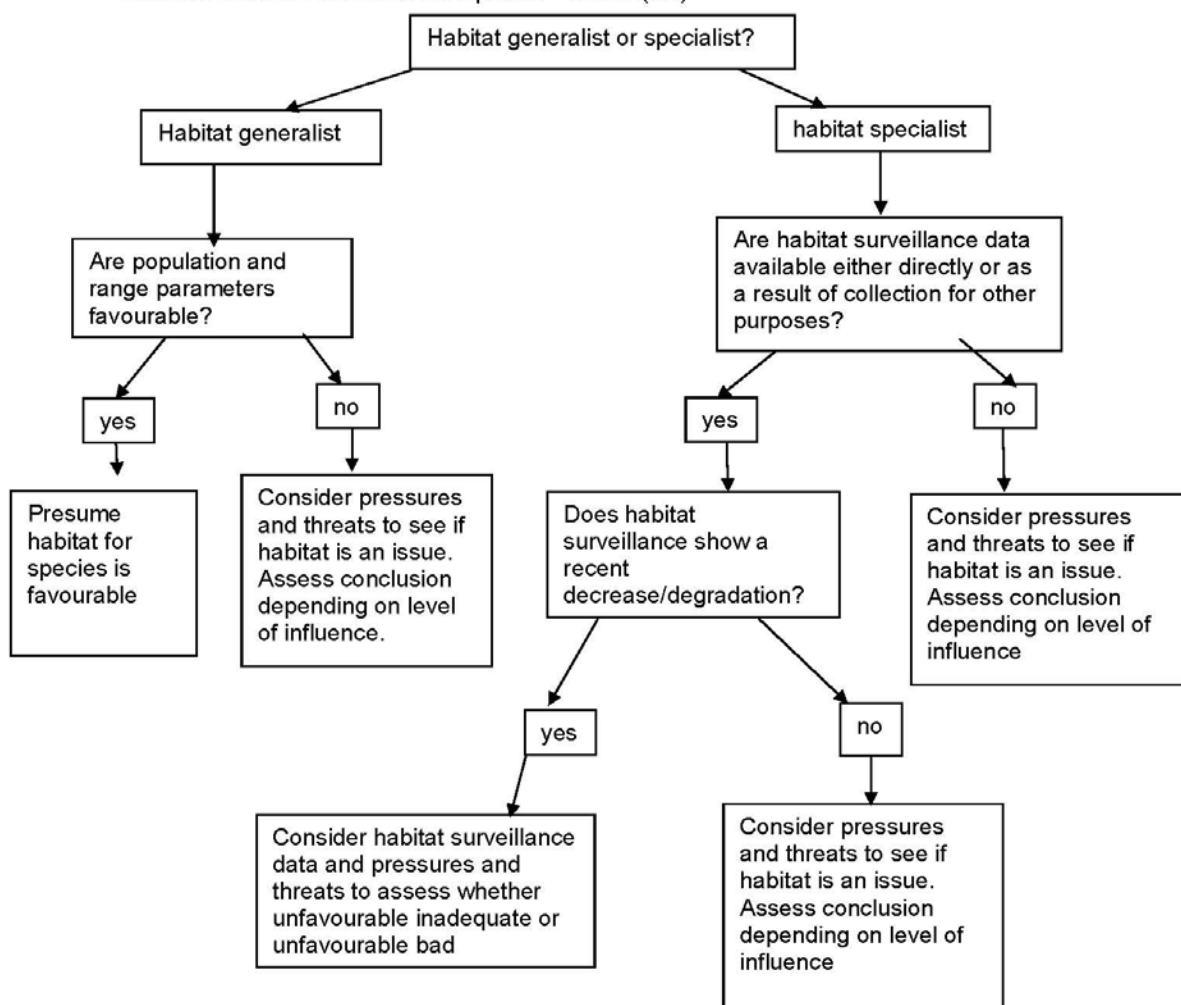 Habitat generalist or specialist?
Habitat generalist
habitat specialist
Are population and
range parameters
favourable?
Are habitat surveillance data
available either directly or as
a result of collection for other
purposes?
yes
no
yes
no
Presume
habitat for
species is
favourable
Consider pressures
and threats to see if
habitat is an issue.
Assess conclusion
depending on level
of influence.
Does habitat
surveillance show a
recent
decrease/degradation?
Consider pressures
and threats to see if
habitat is an issue.
Assess conclusion
depending on level of
influence
yes
no
Consider habitat surveillance
data and pressures and
threats to assess whether
unfavourable inadequate or
unfavourable bad
Consider pressures
and threats to see if
habitat is an issue.
Assess conclusion
depending on level of
influence